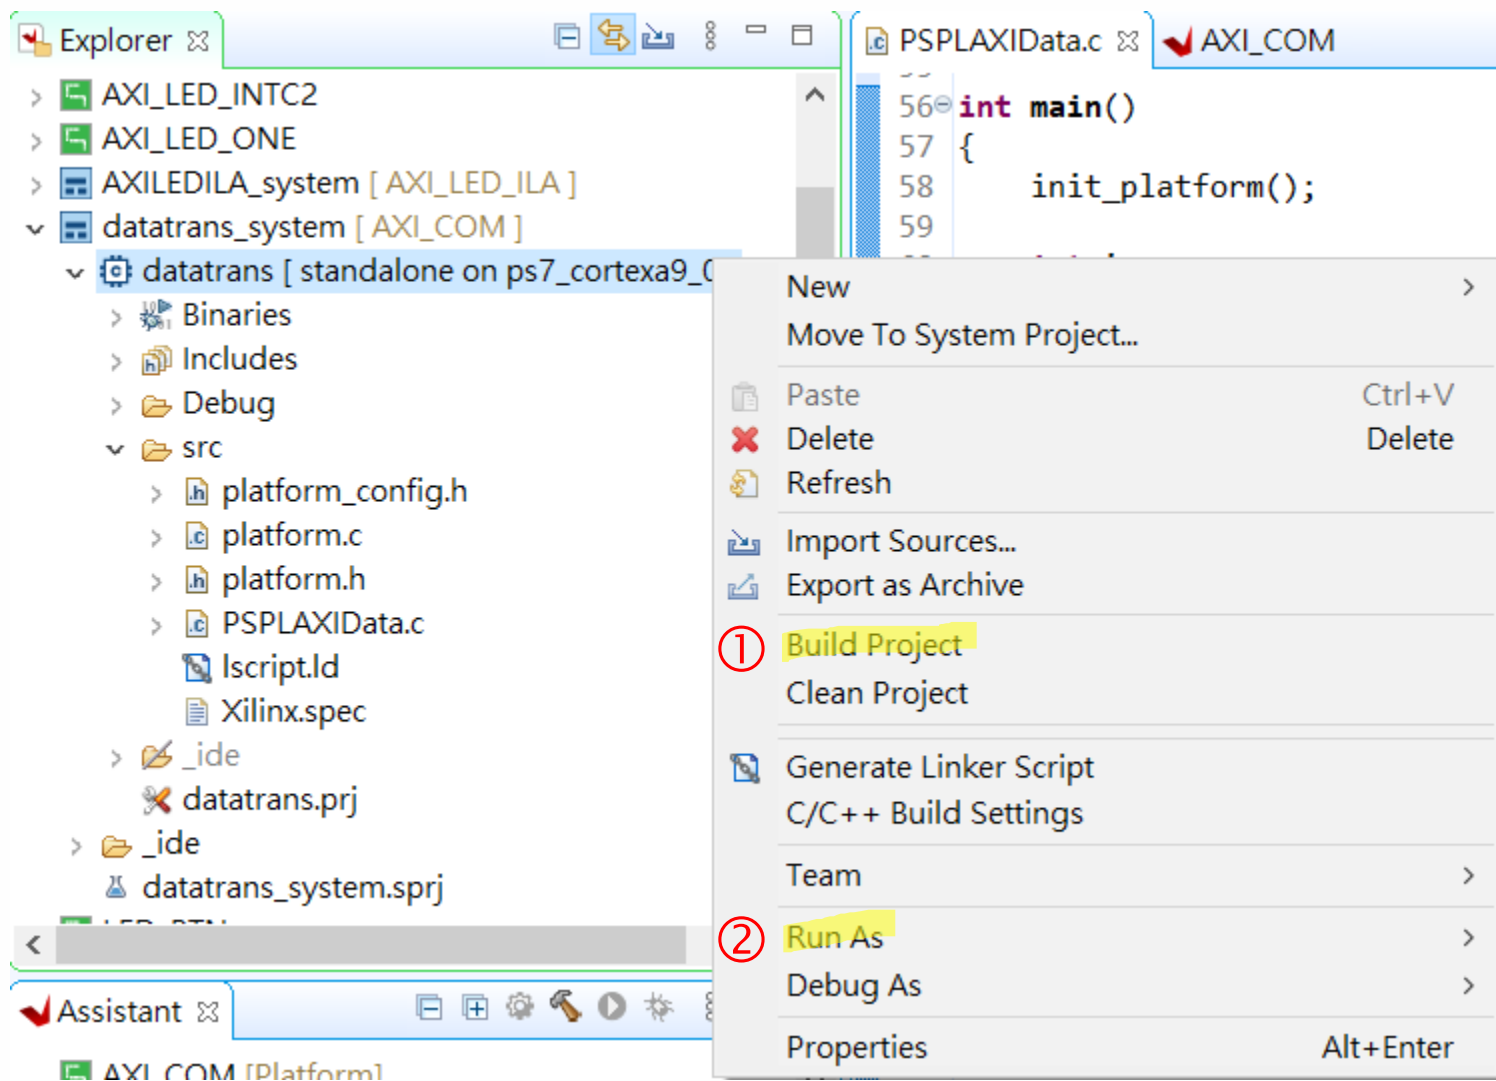 Explorer
AXI_LED_INTC2
AXI_LED_ONE
AXILEDILA_system [ AXI_LED_ILA ]
datatrans_system [ AXI_COM ]
datatrans [ standalone on ps7_cortexa9_0
Binaries
Includes
Debug
src
platform_config.h
platform.c
platform.h
PSPLAXIData.c
lscript.ld
Xilinx.spec
_ide
datatrans.prj
_ide
datatrans_system.sprj
Assistant
AXI_COM [Platform]
PSPLAXIData.c
AXI_COM
56 int main()
57 {
58 init_platform();
59
New
Move To System Project...
Paste Ctrl+V
Delete Delete
Refresh
Import Sources...
Export as Archive
① Build Project
Clean Project
Generate Linker Script
C/C++ Build Settings
Team
② Run As
Debug As
Properties Alt+Enter